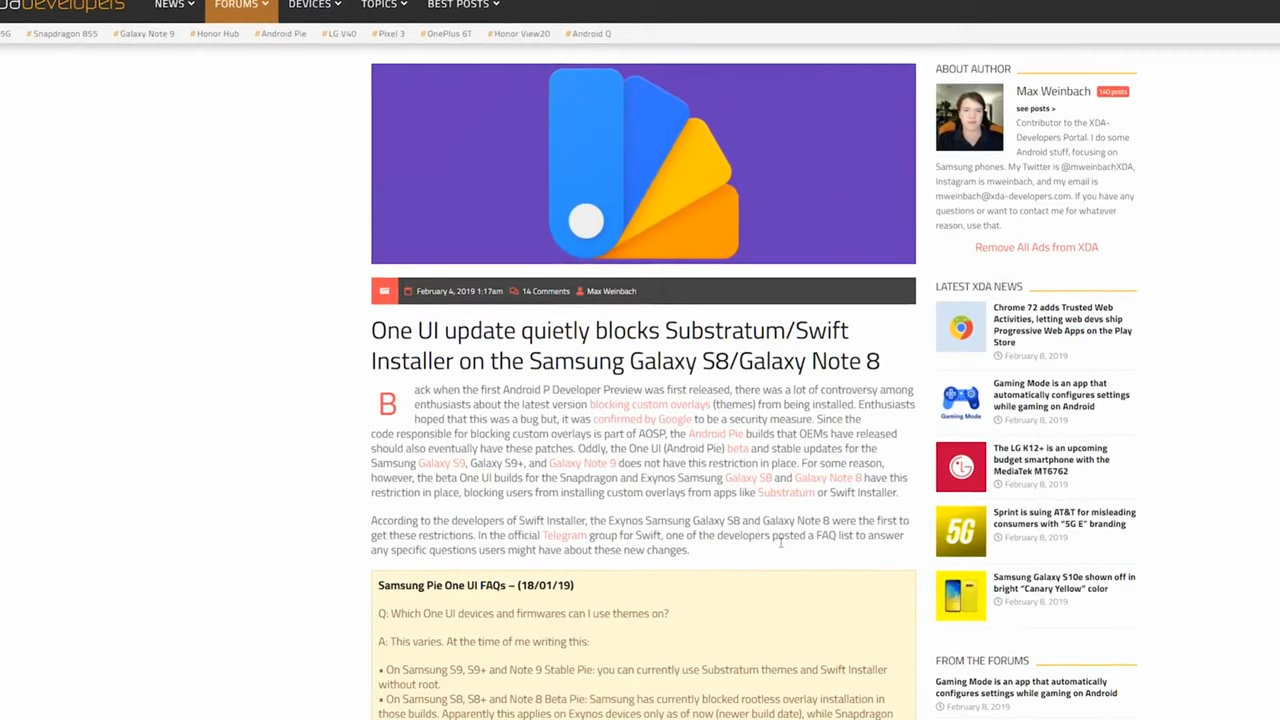 developers
NEWS
FORUMS
DEVICES
TOPICS
BEST POSTS
5G
#Snapdragon 855
#Galaxy Note 9
#Honor Hub
#Android Pie
#LG V40
#Pixel 3
#OnePlus 6T
#Honor View20
#Android Q
February 4, 2019 1:17am
14 Comments
Max Weinbach
One UI update quietly blocks Substratum/Swift
Installer on the Samsung Galaxy S8/Galaxy Note 8
Back when the first Android P Developer Preview was first released, there was a lot of controversy among
enthusiasts about the latest version blocking custom overlays (themes) from being installed. Enthusiasts
hoped that this was a bug but, it was confirmed by Google to be a security measure. Since the
code responsible for blocking custom overlays is part of AOSP, the Android Pie builds that OEMs have released
should also eventually have these patches. Oddly, the One UI (Android Pie) beta and stable updates for the
Samsung Galaxy S9, Galaxy S9+, and Galaxy Note 9 does not have this restriction in place. For some reason,
however, the beta One UI builds for the Snapdragon and Exynos Samsung Galaxy S8 and Galaxy Note 8 have this
restriction in place, blocking users from installing custom overlays from apps like Substratum or Swift Installer.
According to the developers of Swift Installer, the Exynos Samsung Galaxy S8 and Galaxy Note 8 were the first to
get these restrictions. In the official Telegram group for Swift, one of the developers posted a FAQ list to answer
any specific questions users might have about these new changes.
Samsung Pie One UI FAQs – (18/01/19)
Q: Which One UI devices and firmwares can I use themes on?
A: This varies. At the time of me writing this:
• On Samsung S9, S9+ and Note 9 Stable Pie: you can currently use Substratum themes and Swift Installer
without root.
• On Samsung S8, S8+ and Note 8 Beta Pie: Samsung has currently blocked rootless overlay installation in
those builds. Apparently this applies on Exynos devices only as of now (newer build date), while Snapdragon
ABOUT AUTHOR
Max Weinbach 140 posts
see posts >
Contributor to the XDA-
Developers Portal. I do some
Android stuff, focusing on
Samsung phones. My Twitter is @mweinbachXDA,
Instagram is mweinbach, and my email is
mweinbach@xda-developers.com. If you have any
questions or want to contact me for whatever
reason, use that.
Remove All Ads from XDA
LATEST XDA NEWS
Chrome 72 adds Trusted Web
Activities, letting web devs ship
Progressive Web Apps on the Play
Store
February 8, 2019
Gaming Mode is an app that
automatically configures settings
while gaming on Android
February 8, 2019
Gaming Mode
The LG K12+ is an upcoming
budget smartphone with the
MediaTek MT6762
February 8, 2019
LG
Sprint is suing AT&T for misleading
consumers with “5G E” branding
February 8, 2019
5G
Samsung Galaxy S10e shown off in
bright “Canary Yellow” color
February 8, 2019
FROM THE FORUMS
Gaming Mode is an app that automatically
configures settings while gaming on Android
February 8, 2019